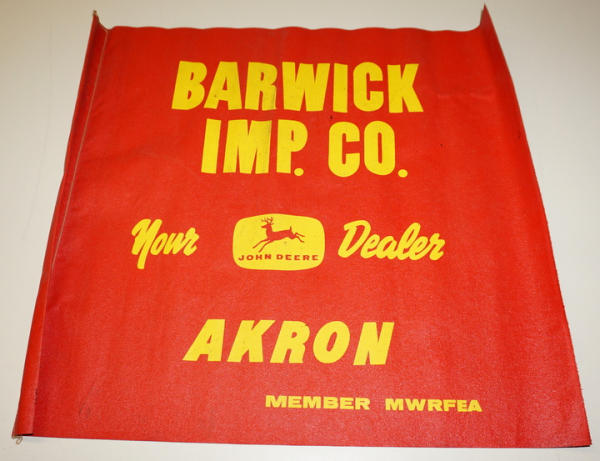 BARWICK
IMP. CO.
Your JOHN DEERE Dealer
AKRON
MEMBER MWRFEA